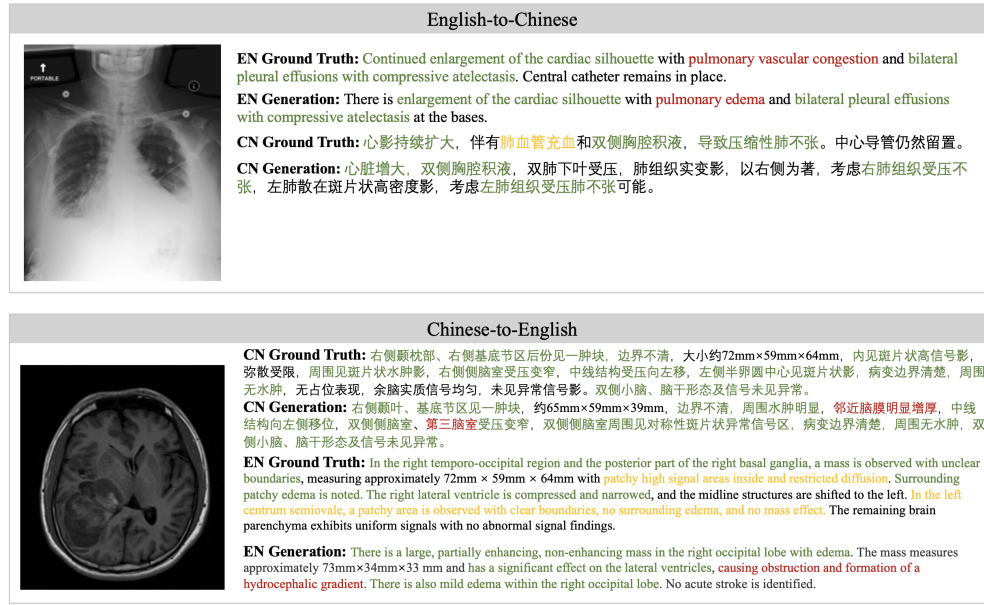 English-to-Chinese
PORTABLE
EN Ground Truth: Continued enlargement of the cardiac silhouette with pulmonary vascular congestion and bilateral
pleural effusions with compressive atelectasis. Central catheter remains in place.
EN Generation: There is enlargement of the cardiac silhouette with pulmonary edema and bilateral pleural effusions
with compressive atelectasis at the bases.
CN Ground Truth: 心影持续扩大，伴有肺血管充血和双侧胸腔积液，导致压缩性肺不张。中心导管仍然留置。
CN Generation: 心脏增大，双侧胸腔积液，双肺下叶受压，肺组织实变影，以右侧为著，考虑右肺组织受压不
张，左肺散在斑片状高密度影，考虑左肺组织受压肺不张可能。
Chinese-to-English
CN Ground Truth: 右侧颞枕部、右侧基底节区后份见一肿块，边界不清，大小约72mm×59mm×64mm，内见斑片状高信号影，
弥散受限，周围见斑片状水肿影，右侧侧脑室受压变窄，中线结构受压向左移，左侧半卵圆中心见斑片状影，病变边界清楚，周围
无水肿，无占位表现，余脑实质信号均匀，未见异常信号影。双侧小脑、脑干形态及信号未见异常。
CN Generation: 右侧颞叶、基底节区见一肿块，约65mm×59mm×39mm，边界不清，周围水肿明显，邻近脑膜明显增厚，中线
结构向左侧移位，双侧侧脑室、第三脑室受压变窄，双侧侧脑室周围见对称性斑片状异常信号区，病变边界清楚，周围无水肿，双
侧小脑、脑干形态及信号未见异常。
EN Ground Truth: In the right temporo-occipital region and the posterior part of the right basal ganglia, a mass is observed with unclear
boundaries, measuring approximately 72mm × 59mm × 64mm with patchy high signal areas inside and restricted diffusion. Surrounding
patchy edema is noted. The right lateral ventricle is compressed and narrowed, and the midline structures are shifted to the left. In the left
centrum semiovale, a patchy area is observed with clear boundaries, no surrounding edema, and no mass effect. The remaining brain
parenchyma exhibits uniform signals with no abnormal signal findings.
EN Generation: There is a large, partially enhancing, non-enhancing mass in the right occipital lobe with edema. The mass measures
approximately 73mm×34mm×33 mm and has a significant effect on the lateral ventricles, causing obstruction and formation of a
hydrocephalic gradient. There is also mild edema within the right occipital lobe. No acute stroke is identified.